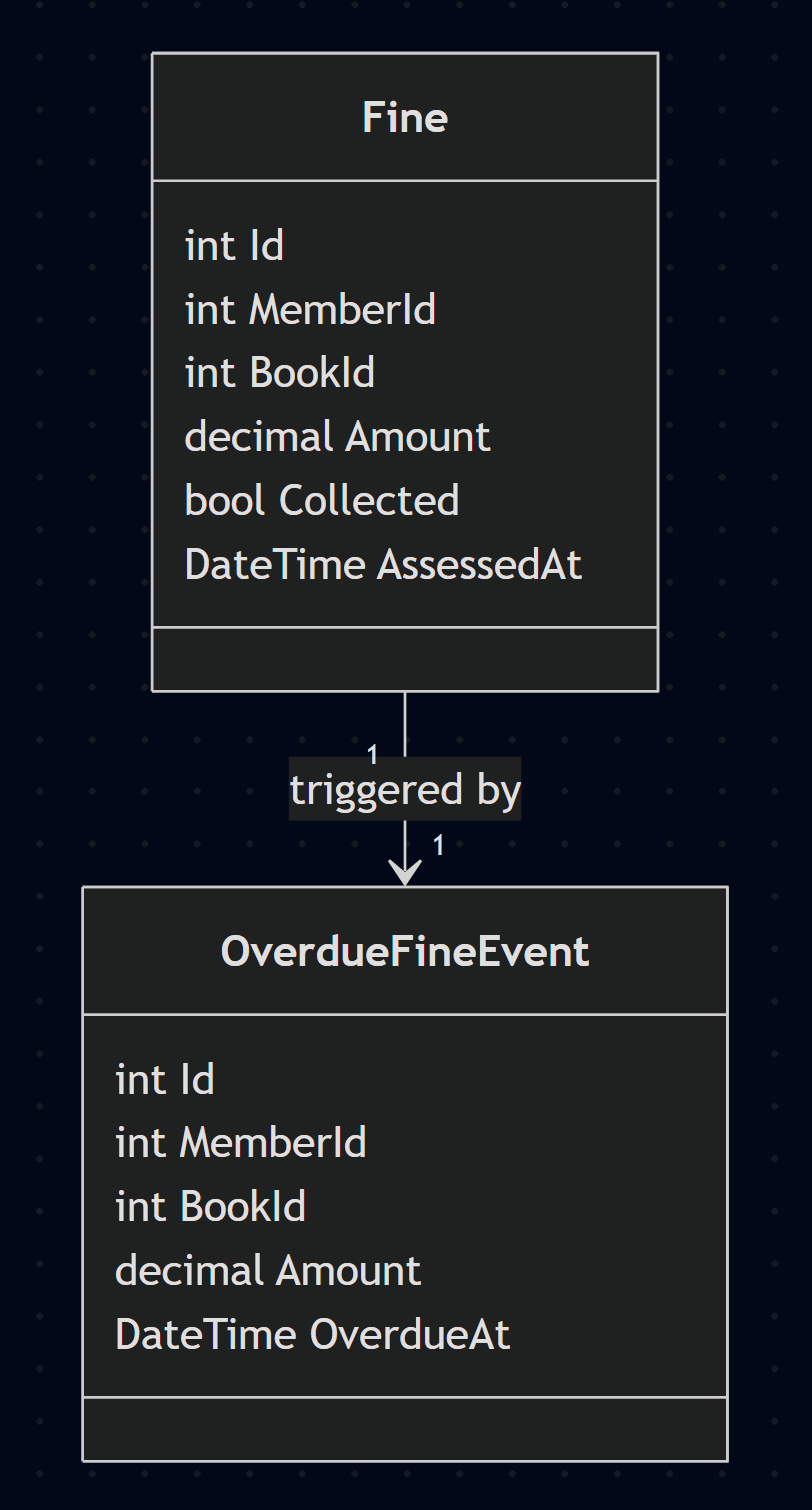 Fine
int Id
int MemberId
int BookId
decimal Amount
bool Collected
DateTime AssessedAt
1
triggered by
1
OverdueFineEvent
int Id
int MemberId
int BookId
decimal Amount
DateTime OverdueAt